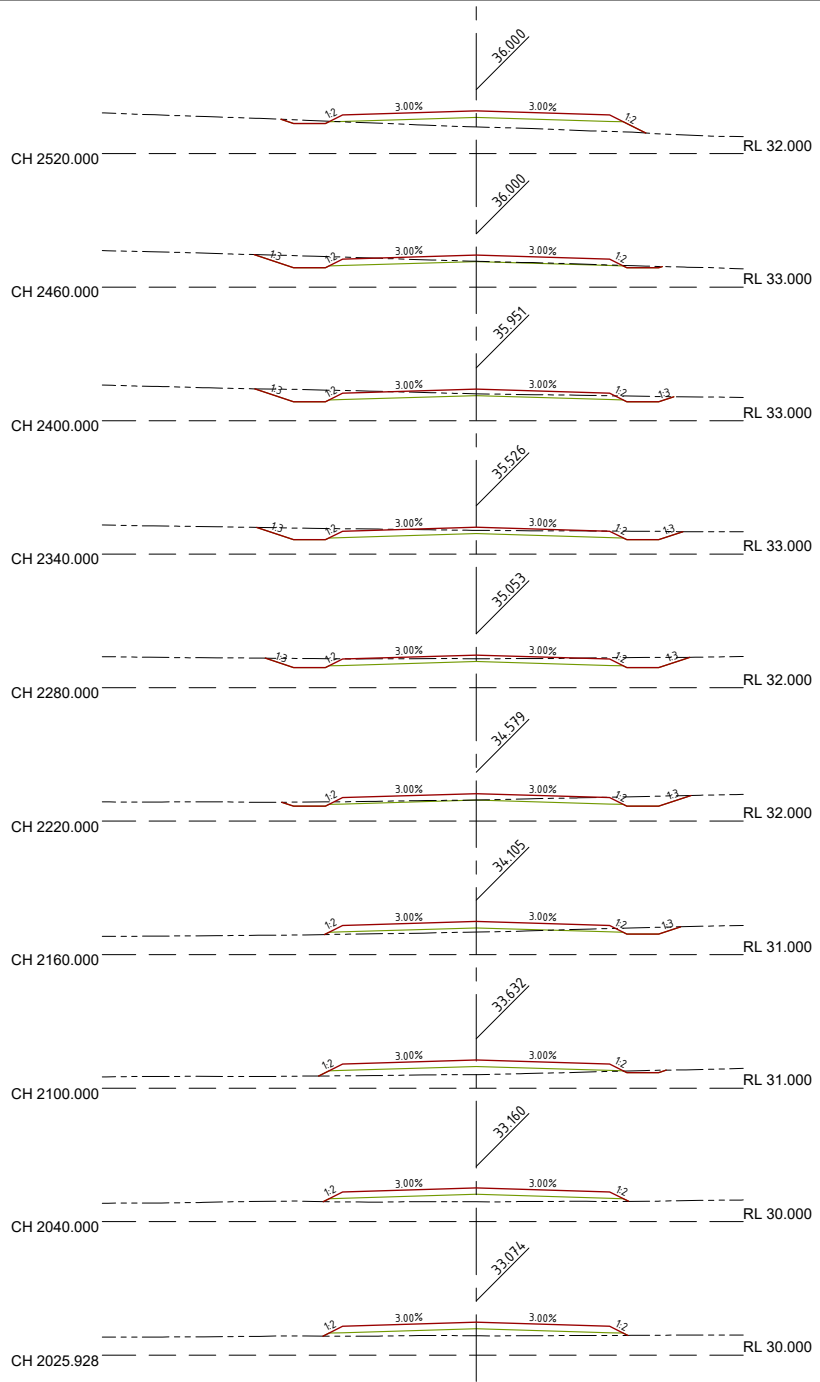 36.000
1:2 3.00% 3.00% 1:2
CH 2520.000 RL 32.000
36.000
1:3 1:2 3.00% 3.00% 1:2
CH 2460.000 RL 33.000
35.951
1:3 1:2 3.00% 3.00% 1:2 1:3
CH 2400.000 RL 33.000
35.526
1:3 1:2 3.00% 3.00% 1:2 1:3
CH 2340.000 RL 33.000
35.053
1:3 1:2 3.00% 3.00% 1:2 1:3
CH 2280.000 RL 32.000
34.579
1:2 3.00% 3.00% 1:2 1:3
CH 2220.000 RL 32.000
34.105
1:2 3.00% 3.00% 1:2 1:3
CH 2160.000 RL 31.000
33.632
1:2 3.00% 3.00% 1:2
CH 2100.000 RL 31.000
33.160
1:2 3.00% 3.00% 1:2
CH 2040.000 RL 30.000
33.074
1:2 3.00% 3.00% 1:2
CH 2025.928 RL 30.000